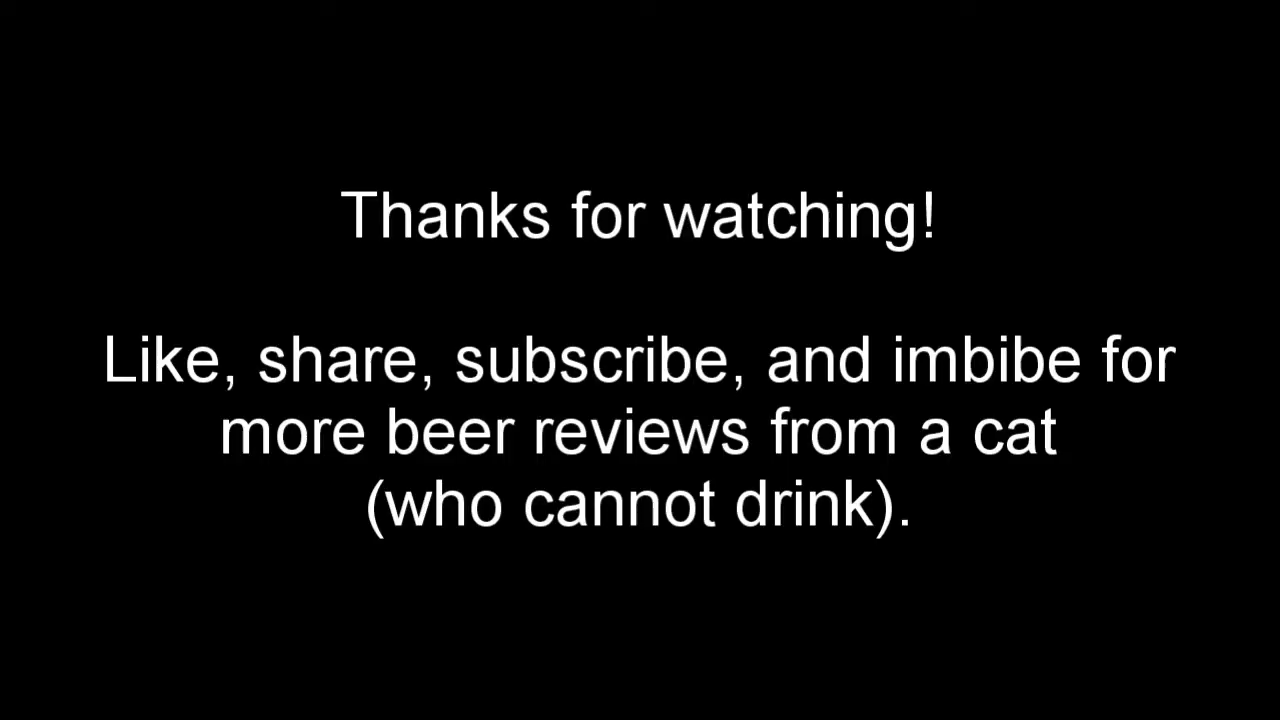 Thanks for watching!
Like, share, subscribe, and imbibe for
more beer reviews from a cat
(who cannot drink).